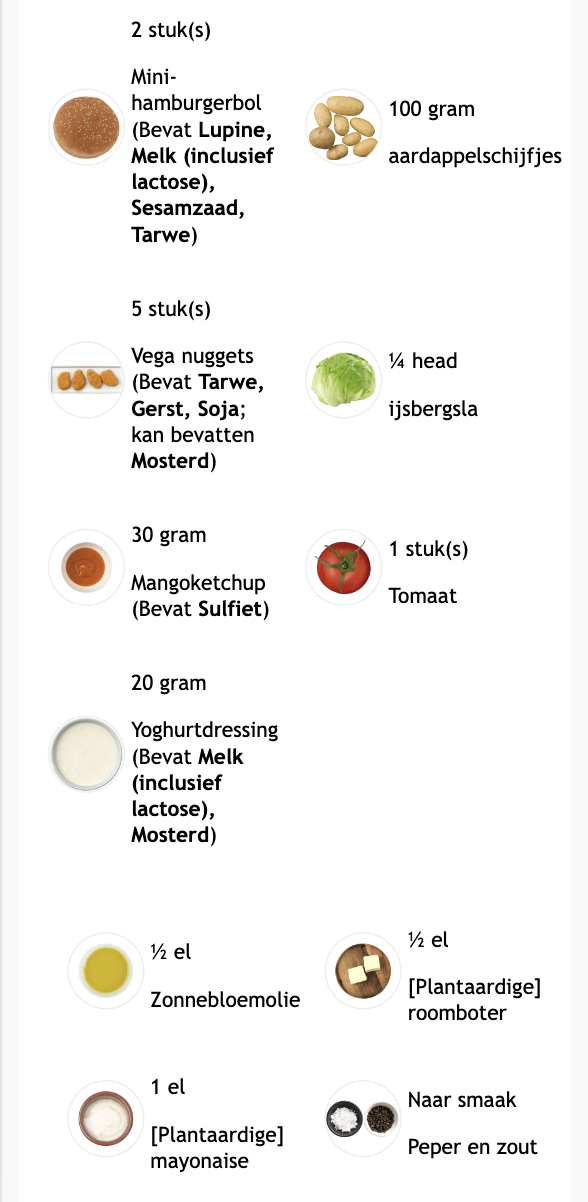 2 stuk(s)
Mini-
hamburgerbol
(Bevat Lupine,
Melk (inclusief
lactose),
Sesamzaad,
Tarwe)
100 gram
aardappelschijfjes
5 stuk(s)
Vega nuggets
(Bevat Tarwe,
Gerst, Soja;
kan bevatten
Mosterd)
¼ head
ijsbergsla
30 gram
Mangoketchup
(Bevat Sulfiet)
1 stuk(s)
Tomaat
20 gram
Yoghurtdressing
(Bevat Melk
(inclusief
lactose),
Mosterd)
½ el
Zonnebloemolie
½ el
[Plantaardige]
roomboter
1 el
[Plantaardige]
mayonaise
Naar smaak
Peper en zout